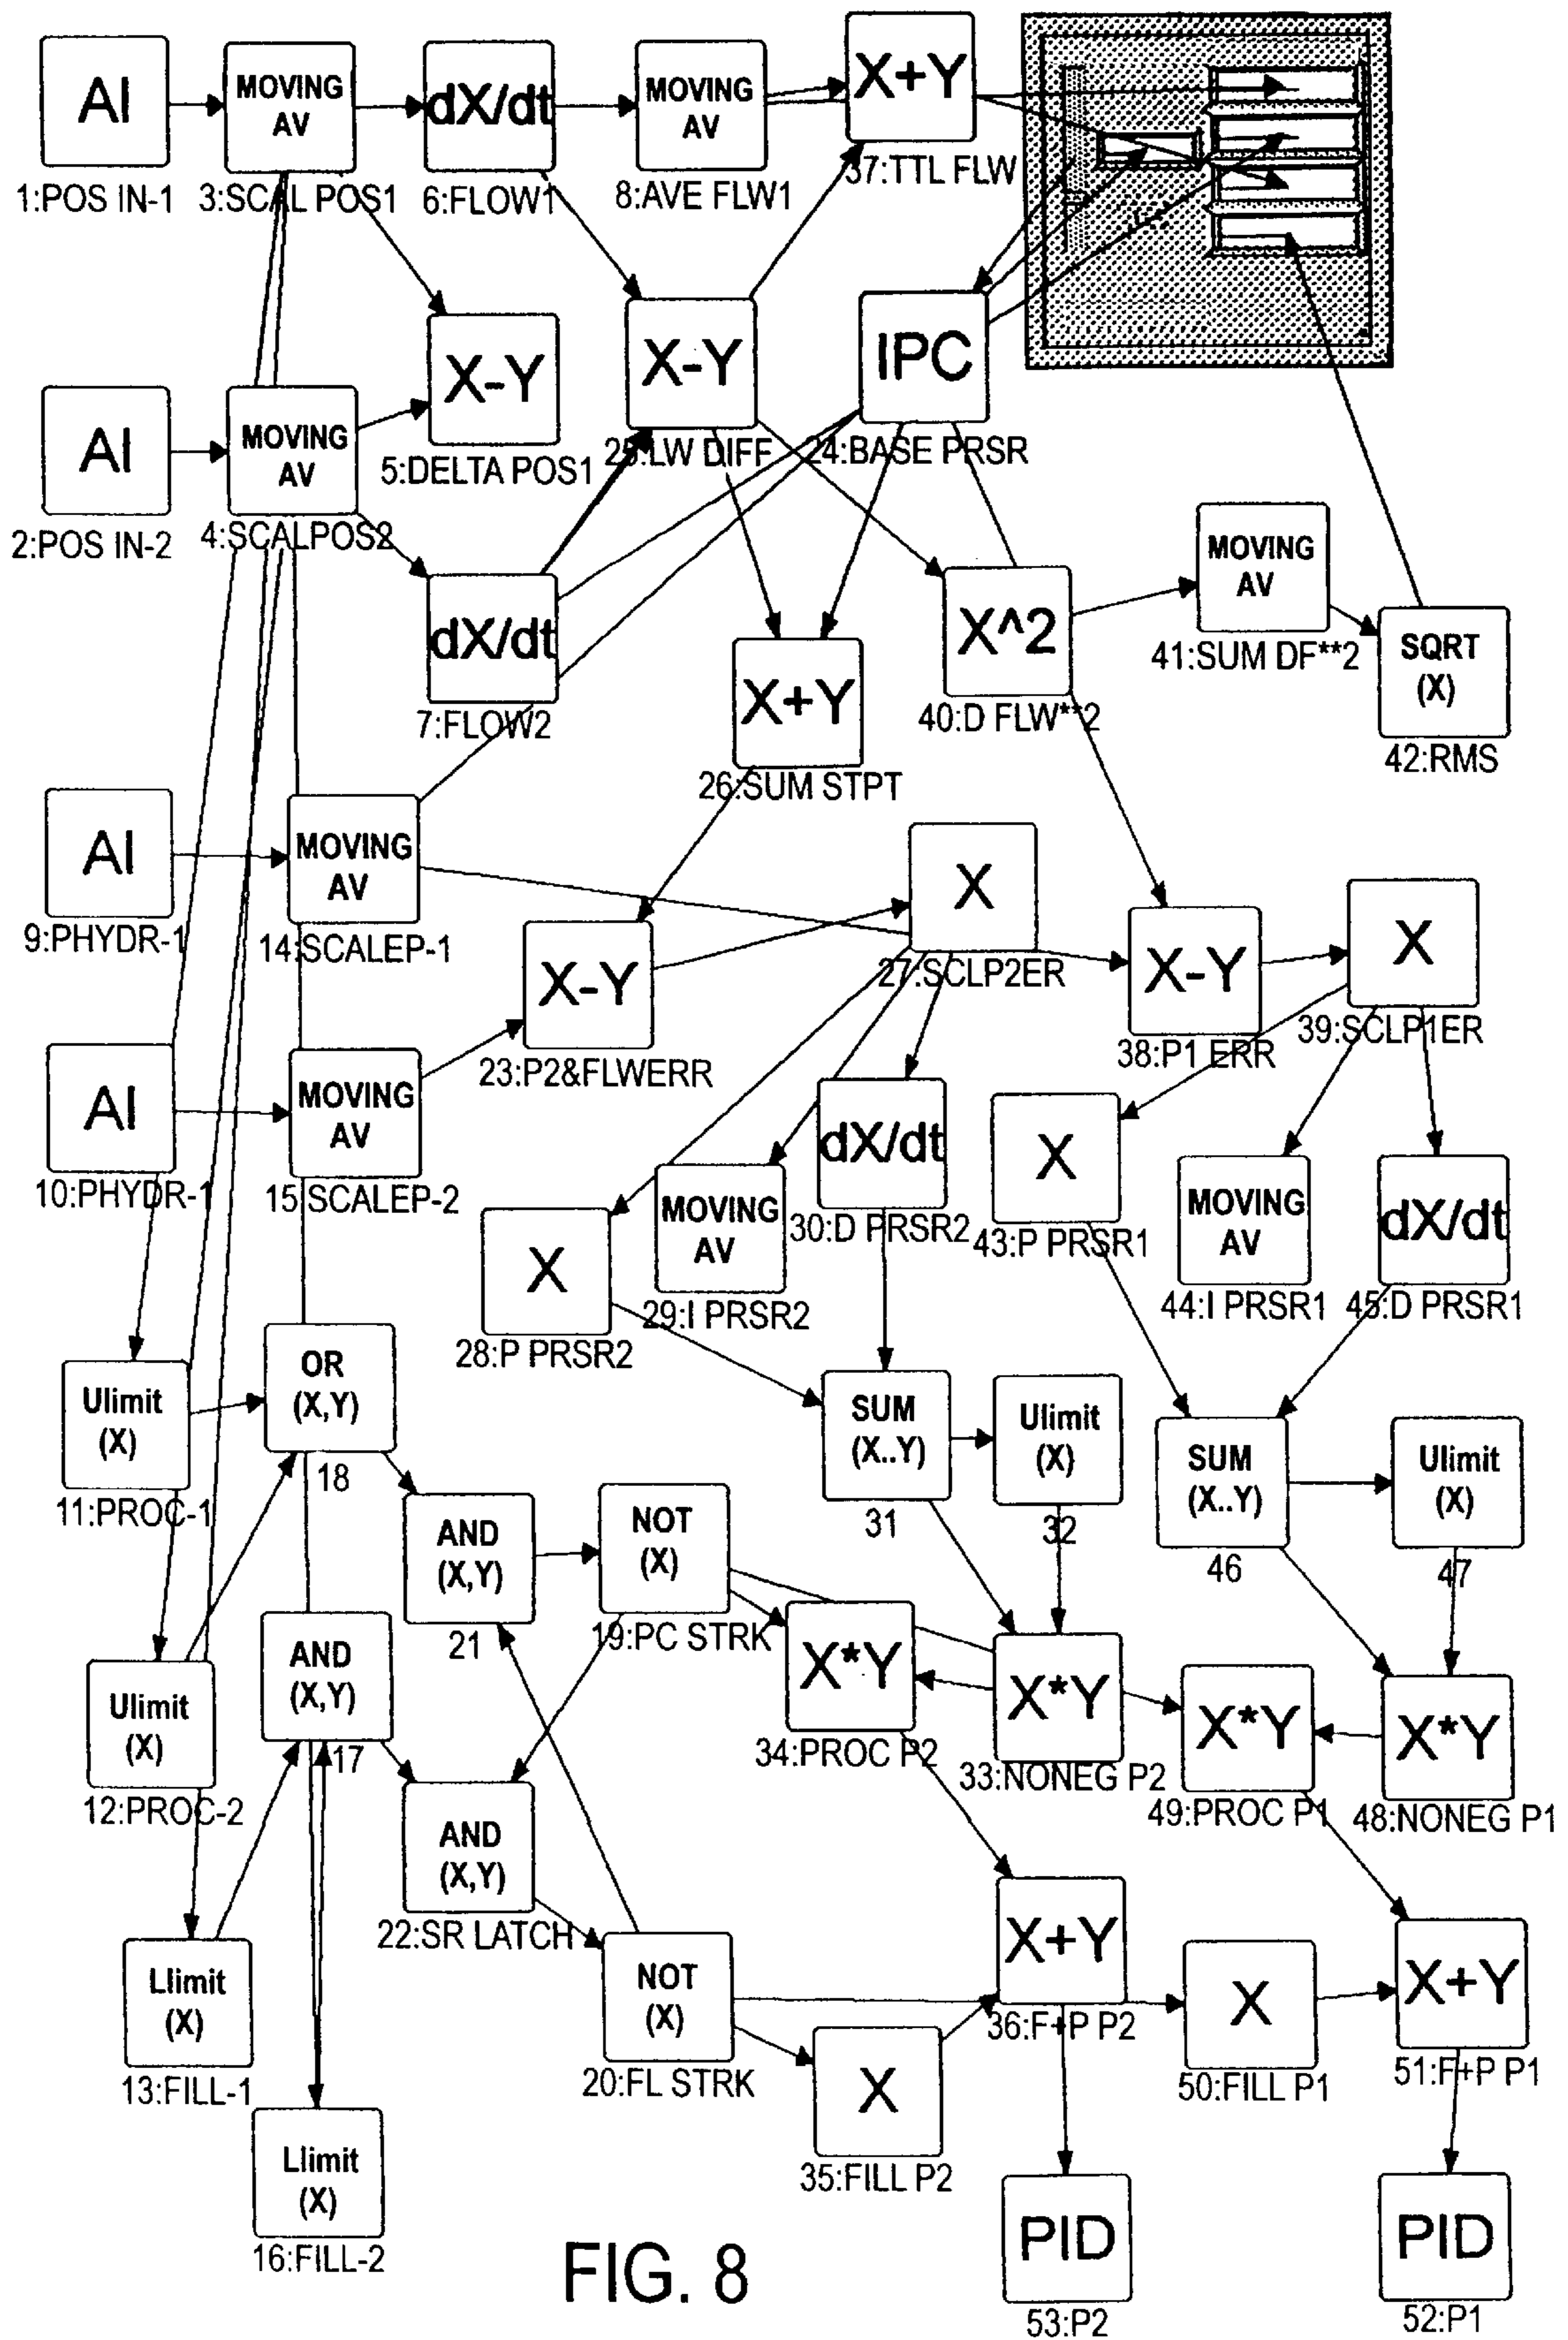 AI
1:POS IN-1
MOVING
AV
3:SCAL POS1
dX/dt
6:FLOW1
MOVING
AV
8:AVE FLW1
X+Y
37:TTL FLW
AI
2:POS IN-2
MOVING
AV
4:SCALPOS2
X-Y
5:DELTA POS1
X-Y
25:LW DIFF
IPC
24:BASE PRSR
dX/dt
7:FLOW2
X+Y
26:SUM STPT
X^2
40:D FLW**2
MOVING
AV
41:SUM DF**2
SQRT
(X)
42:RMS
AI
9:PHYDR-1
MOVING
AV
14:SCALEP-1
X-Y
23:P2&FLWERR
X
27:SCLP2ER
X-Y
38:P1 ERR
X
39:SCLP1ER
AI
10:PHYDR-1
MOVING
AV
15:SCALEP-2
X
28:P PRSR2
MOVING
AV
29:I PRSR2
dX/dt
30:D PRSR2
X
43:P PRSR1
MOVING
AV
44:I PRSR1
dX/dt
45:D PRSR1
Ulimit
(X)
11:PROC-1
OR
(X,Y)
18
AND
(X,Y)
21
NOT
(X)
19:PC STRK
SUM
(X..Y)
31
Ulimit
(X)
32
SUM
(X..Y)
46
Ulimit
(X)
47
Ulimit
(X)
12:PROC-2
AND
(X,Y)
17
X*Y
34:PROC P2
X*Y
33:NONEG P2
X*Y
49:PROC P1
X*Y
48:NONEG P1
AND
(X,Y)
22:SR LATCH
Llimit
(X)
13:FILL-1
NOT
(X)
20:FL STRK
X+Y
36:F+P P2
X
50:FILL P1
X+Y
51:F+P P1
X
35:FILL P2
Llimit
(X)
16:FILL-2
PID
53:P2
PID
52:P1
FIG. 8